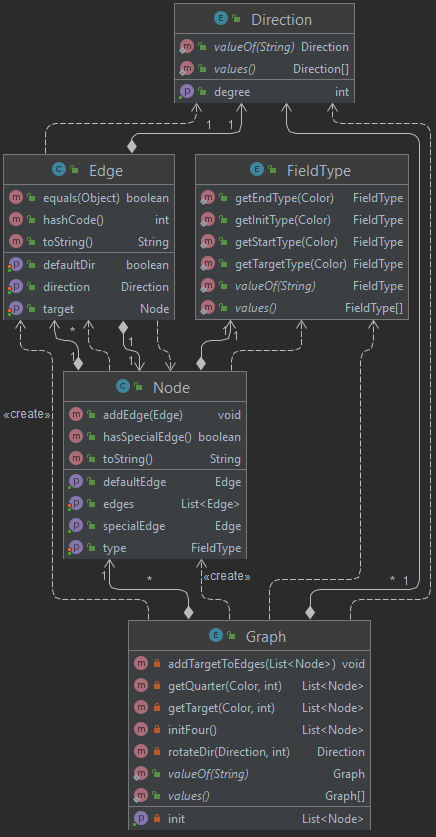 E Direction
m valueOf(String) Direction
m values() Direction[]
p degree int
1 1
C Edge
m equals(Object) boolean
m hashCode() int
m toString() String
p defaultDir boolean
p direction Direction
p target Node
E FieldType
m getEndType(Color) FieldType
m getInitType(Color) FieldType
m getStartType(Color) FieldType
m getTargetType(Color) FieldType
m valueOf(String) FieldType
m values() FieldType[]
* 1 1 1
1 1 1
«create»
C Node
m addEdge(Edge) void
m hasSpecialEdge() boolean
m toString() String
p defaultEdge Edge
p edges List<Edge>
p specialEdge Edge
p type FieldType
1 * «create» * 1
E Graph
m addTargetToEdges(List<Node>) void
m getQuarter(Color, int) List<Node>
m getTarget(Color, int) List<Node>
m initFour() List<Node>
m rotateDir(Direction, int) Direction
m valueOf(String) Graph
m values() Graph[]
p init List<Node>